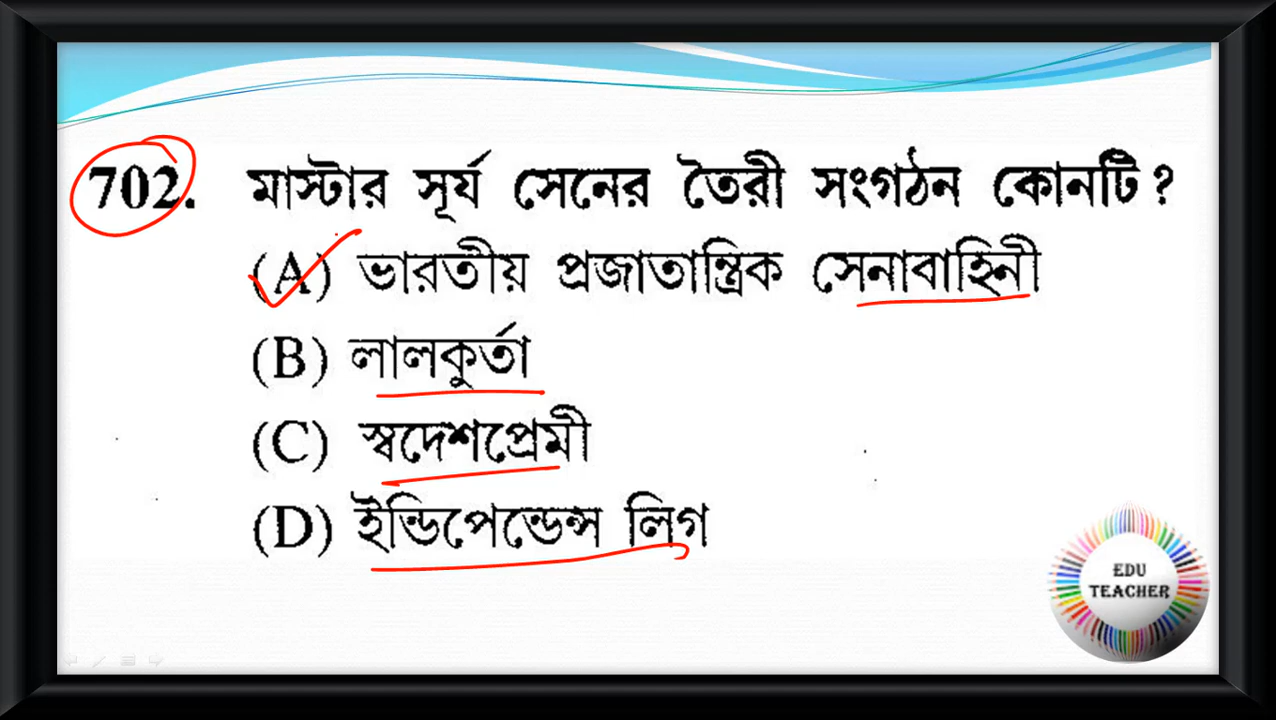 702. মাস্টার সূর্য সেনের তৈরী সংগঠন কোনটি ?
(A) ভারতীয় প্রজাতান্ত্রিক সেনাবাহিনী
(B) লালকুর্তা
(C) স্বদেশপ্রেমী
(D) ইন্ডিপেন্ডেন্স লিগ
EDU
TEACHER